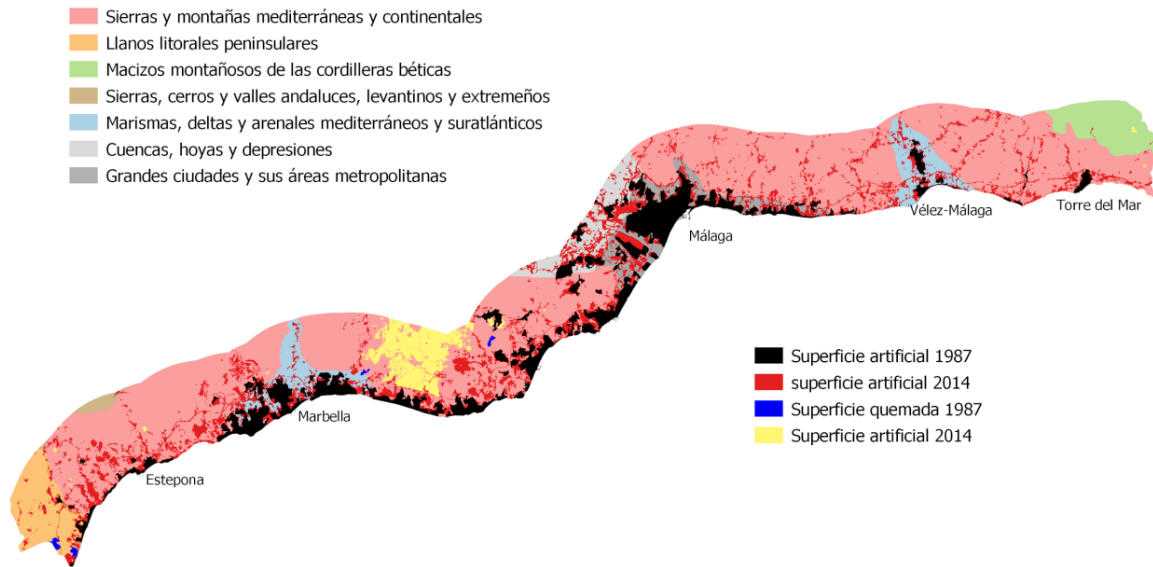 Sierras y montañas mediterráneas y continentales
Llanos litorales peninsulares
Macizos montañosos de las cordilleras béticas
Sierras, cerros y valles andaluces, levantinos y extremeños
Marismas, deltas y arenales mediterráneos y suratlánticos
Cuencas, hoyas y depresiones
Grandes ciudades y sus áreas metropolitanas
Torre del Mar
Vélez-Málaga
Málaga
Marbella
Estepona
Superficie artificial 1987
superficie artificial 2014
Superficie quemada 1987
Superficie artificial 2014